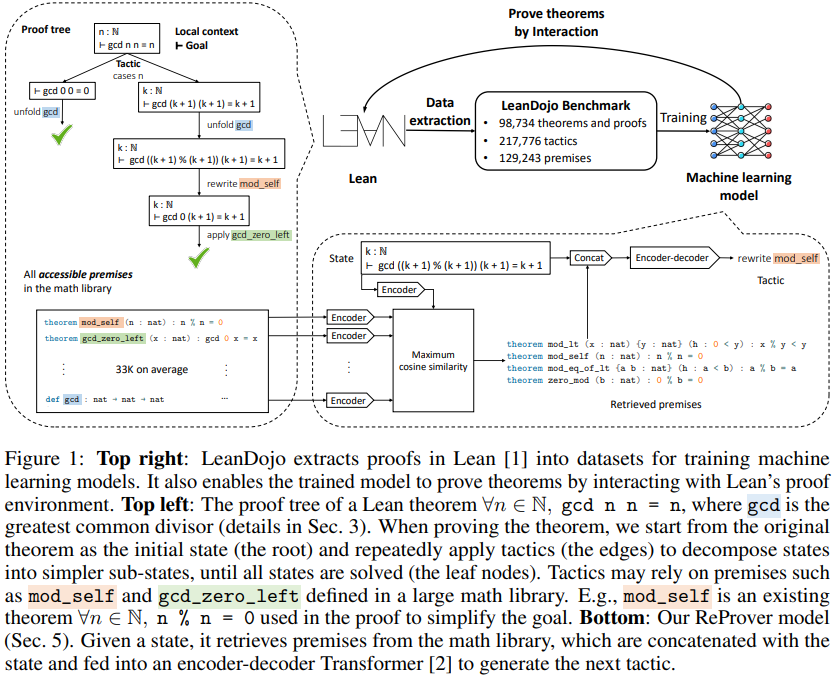 Prove theorems
by Interaction
Proof tree
n : ℕ
⊢ gcd n n = n
Local context
⊢ Goal
Tactic
cases n
⊢ gcd 0 0 = 0
unfold gcd
k : ℕ
⊢ gcd (k + 1) (k + 1) = k + 1
unfold gcd
k : ℕ
⊢ gcd ((k + 1) % (k + 1)) (k + 1) = k + 1
rewrite mod_self
k : ℕ
⊢ gcd 0 (k + 1) = k + 1
apply gcd_zero_left
All accessible premises
in the math library
theorem mod_self (n : nat) : n % n = 0
theorem gcd_zero_left (x : nat) : gcd 0 x = x
⋮ 33K on average ⋮
def gcd : nat → nat → nat ...
LEAN
Lean
Data
extraction
LeanDojo Benchmark
• 98,734 theorems and proofs
• 217,776 tactics
• 129,243 premises
Training
Machine learning
model
State
k : ℕ
⊢ gcd ((k + 1) % (k + 1)) (k + 1) = k + 1
Concat
Encoder-decoder
rewrite mod_self
Tactic
Encoder
Encoder
Encoder
⋮
Encoder
Maximum
cosine similarity
theorem mod_lt (x : nat) {y : nat} (h : 0 < y) : x % y < y
theorem mod_self (n : nat) : n % n = 0
theorem mod_eq_of_lt {a b : nat} (h : a < b) : a % b = a
theorem zero_mod (b : nat) : 0 % b = 0
Retrieved premises
Figure 1: Top right: LeanDojo extracts proofs in Lean [1] into datasets for training machine
learning models. It also enables the trained model to prove theorems by interacting with Lean's proof
environment. Top left: The proof tree of a Lean theorem ∀n ∈ ℕ, gcd n n = n, where gcd is the
greatest common divisor (details in Sec. 3). When proving the theorem, we start from the original
theorem as the initial state (the root) and repeatedly apply tactics (the edges) to decompose states
into simpler sub-states, until all states are solved (the leaf nodes). Tactics may rely on premises such
as mod_self and gcd_zero_left defined in a large math library. E.g., mod_self is an existing
theorem ∀n ∈ ℕ, n % n = 0 used in the proof to simplify the goal. Bottom: Our ReProver model
(Sec. 5). Given a state, it retrieves premises from the math library, which are concatenated with the
state and fed into an encoder-decoder Transformer [2] to generate the next tactic.